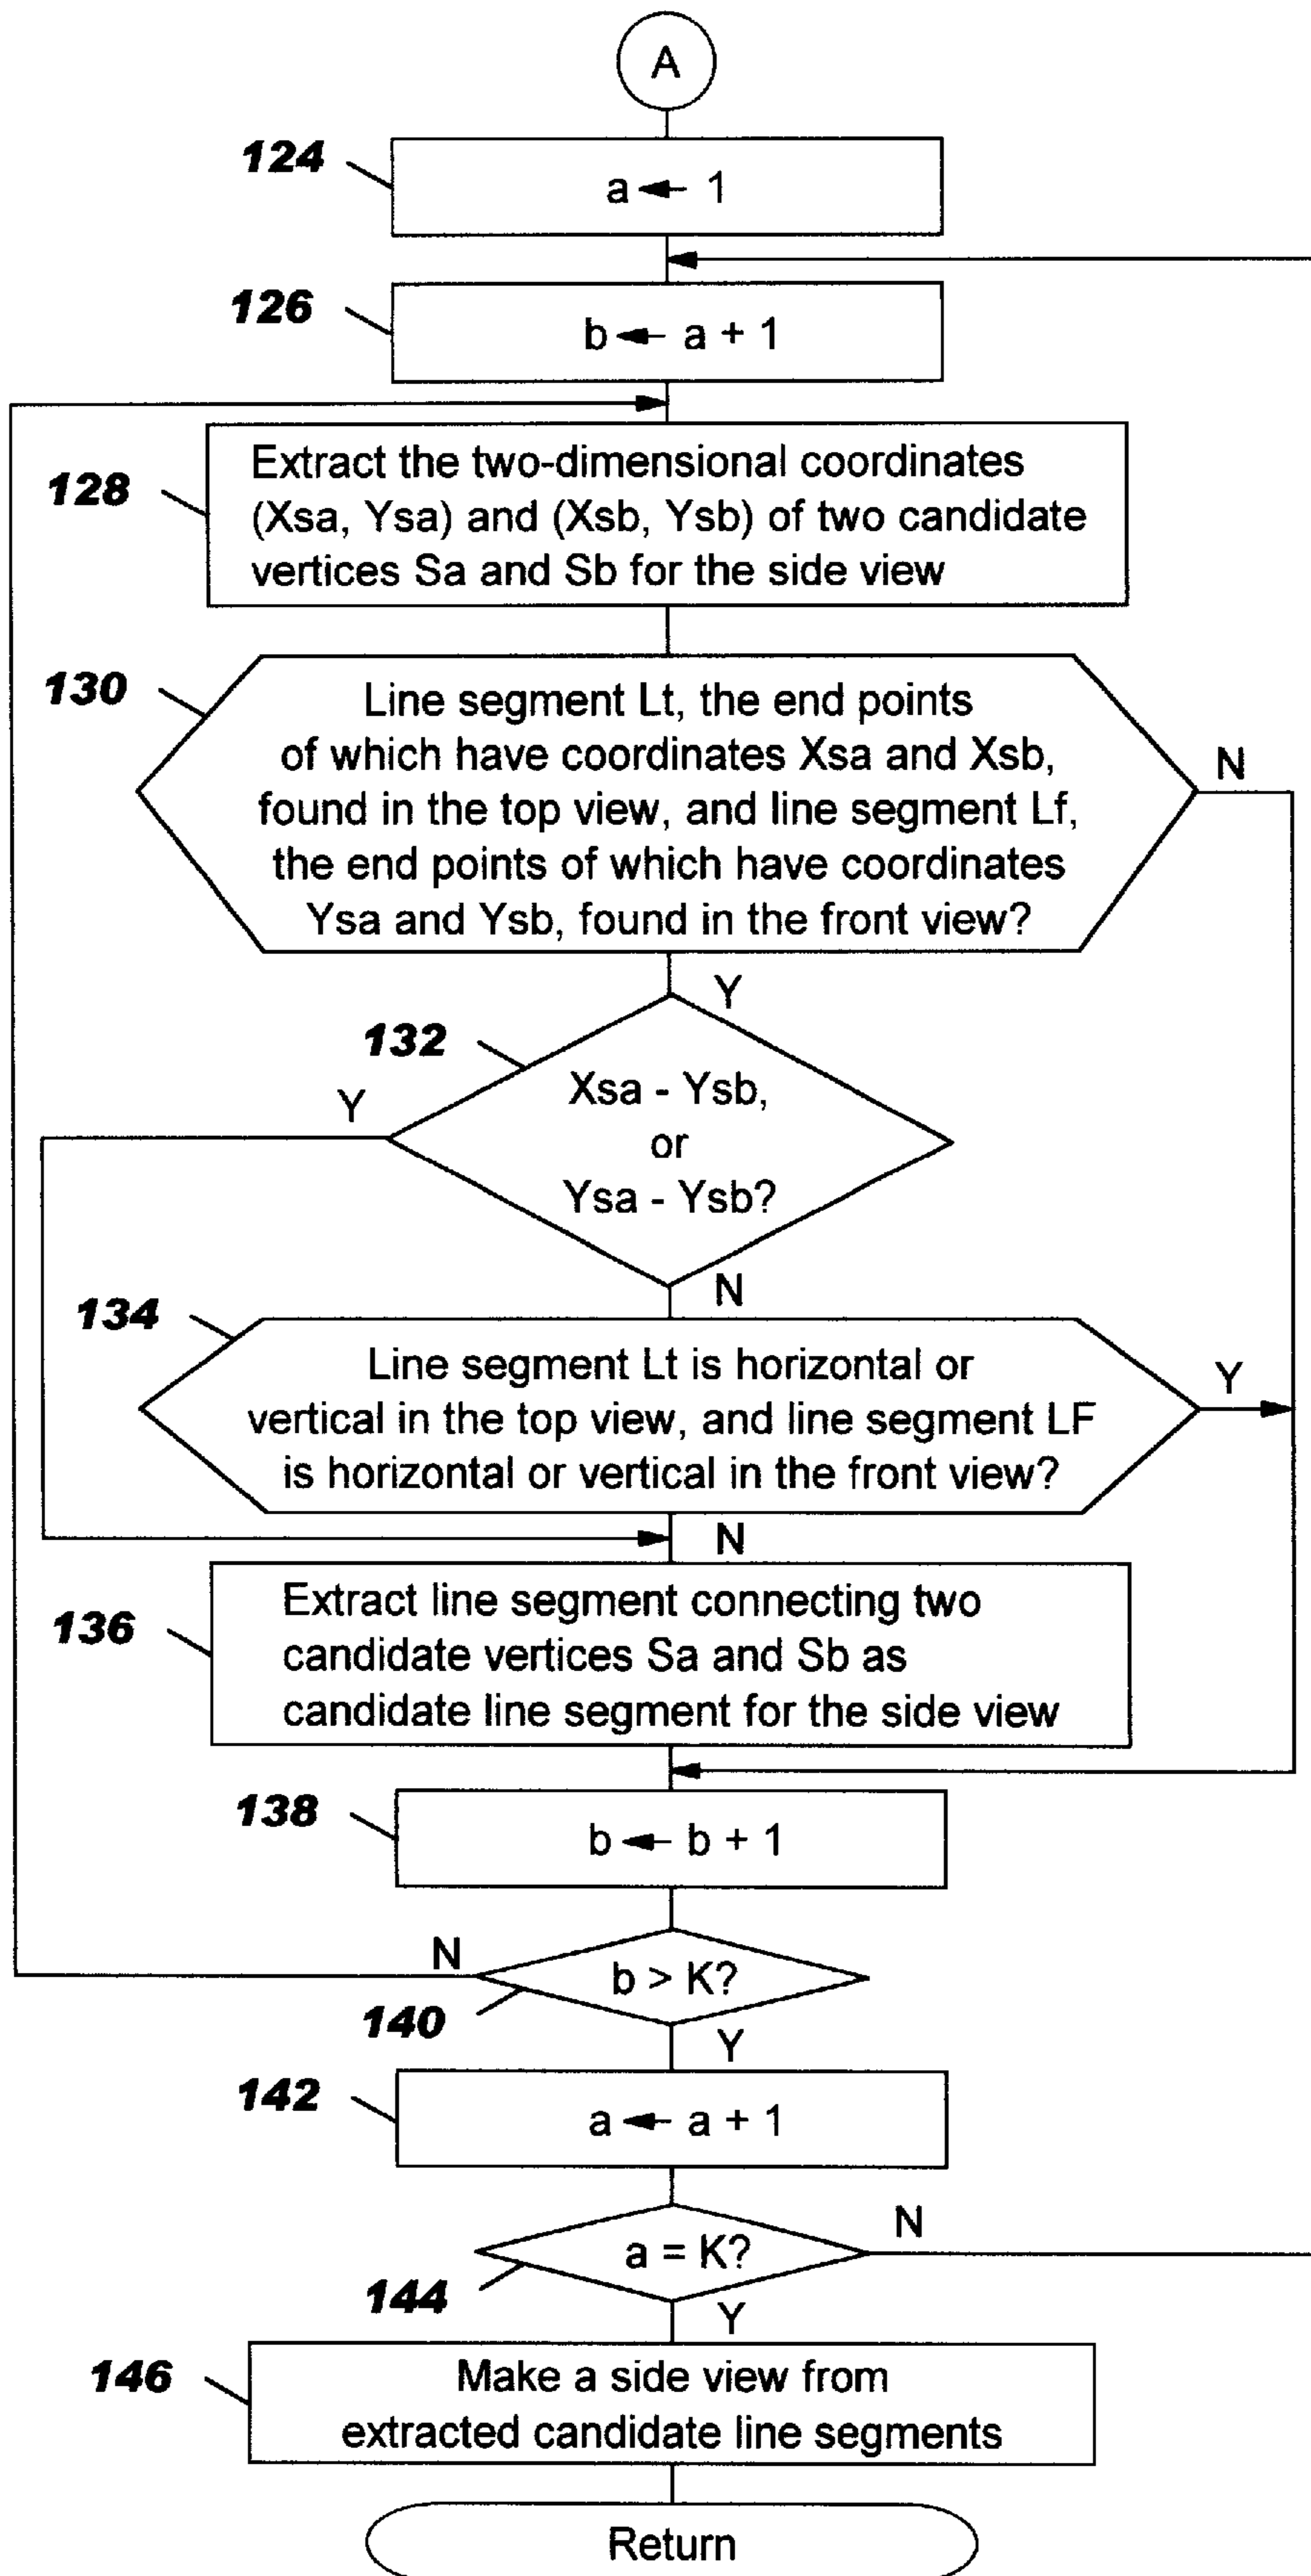 A
124
a ← 1
126
b ← a + 1
128
Extract the two-dimensional coordinates
(Xsa, Ysa) and (Xsb, Ysb) of two candidate
vertices Sa and Sb for the side view
130
Line segment Lt, the end points
of which have coordinates Xsa and Xsb,
found in the top view, and line segment Lf,
the end points of which have coordinates
Ysa and Ysb, found in the front view?
N
Y
132
Xsa - Ysb,
or
Ysa - Ysb?
Y
N
134
Line segment Lt is horizontal or
vertical in the top view, and line segment LF
is horizontal or vertical in the front view?
Y
N
136
Extract line segment connecting two
candidate vertices Sa and Sb as
candidate line segment for the side view
138
b ← b + 1
N
b > K?
140
Y
142
a ← a + 1
a = K?
N
144
Y
146
Make a side view from
extracted candidate line segments
Return